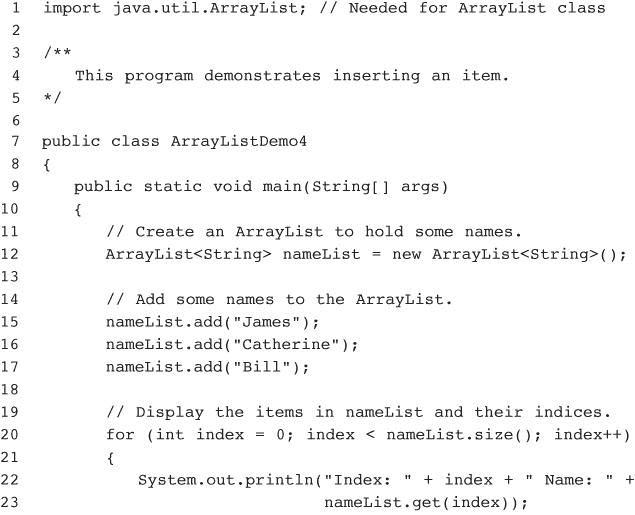 1 import java.util.ArrayList; // Needed for ArrayList class
2
3 /**
4 This program demonstrates inserting an item.
5 */
6
7 public class ArrayListDemo4
8 {
9 public static void main(String[] args)
10 {
11 // Create an ArrayList to hold some names.
12 ArrayList<String> nameList = new ArrayList<String>();
13
14 // Add some names to the ArrayList.
15 nameList.add("James");
16 nameList.add("Catherine");
17 nameList.add("Bill");
18
19 // Display the items in nameList and their indices.
20 for (int index = 0; index < nameList.size(); index++)
21 {
22 System.out.println("Index: " + index + " Name: " +
23 nameList.get(index));